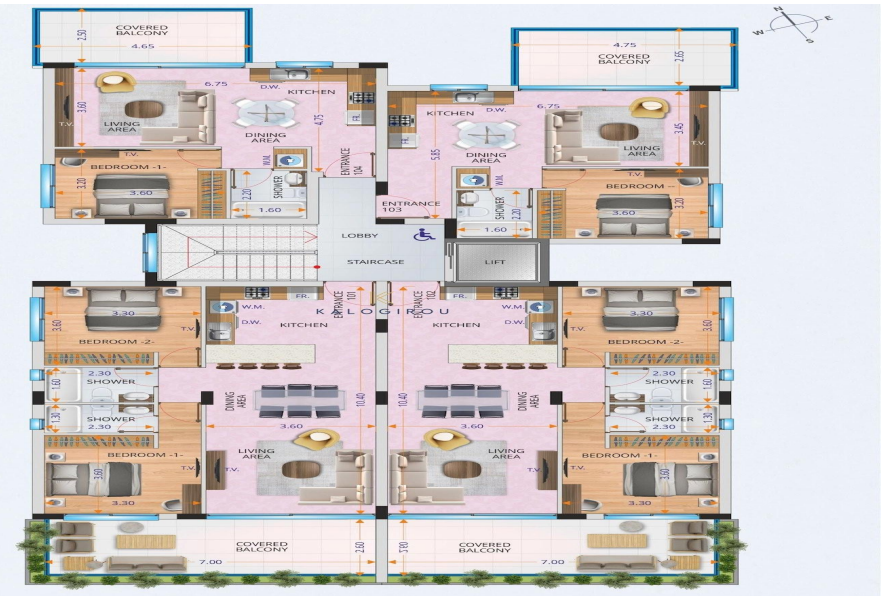 COVERED
BALCONY
4.65
2.50
COVERED
BALCONY
4.75
2.65
N
E
W
S
6.75
D.W.
KITCHEN
FR.
3.60
T.V.
LIVING
AREA
DINING
AREA
4.75
W.M.
ENTRANCE
104
T.V.
BEDROOM -1-
3.20
3.60
SHOWER
2.20
1.60
KITCHEN
D.W.
6.75
FR.
5.85
DINING
AREA
LIVING
AREA
3.45
T.V.
W.M.
ENTRANCE
103
SHOWER
2.20
1.60
T.V.
BEDROOM
3.60
3.20
LOBBY
STAIRCASE
LIFT
3.30
3.60
T.V.
BEDROOM -2-
W.M.
D.W.
FR.
KITCHEN
ENTRANCE
101
KALOGIROU
ENTRANCE
102
FR.
W.M.
D.W.
KITCHEN
3.30
3.60
T.V.
BEDROOM -2-
2.30
SHOWER
1.60
SHOWER
2.30
1.30
DINING
AREA
10.40
3.60
10.40
DINING
AREA
3.60
2.30
SHOWER
1.60
SHOWER
2.30
1.30
BEDROOM -1-
3.60
3.30
T.V.
LIVING
AREA
T.V.
LIVING
AREA
T.V.
BEDROOM -1-
T.V.
3.60
3.30
COVERED
BALCONY
7.00
2.60
COVERED
BALCONY
7.00